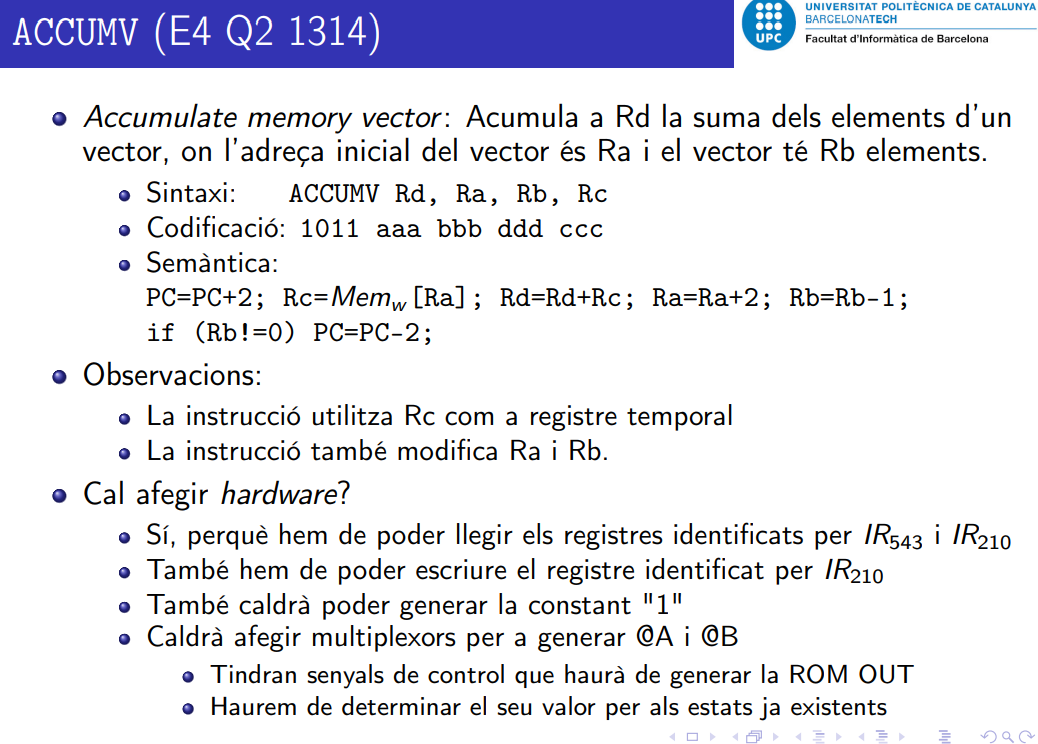 ACCUMV (E4 Q2 1314)
UNIVERSITAT POLITÈCNICA DE CATALUNYA
BARCELONATECH
Facultat d'Informàtica de Barcelona
UPC
Accumulate memory vector: Acumula a Rd la suma dels elements d'un
vector, on l'adreça inicial del vector és Ra i el vector té Rb elements.
Sintaxi: ACCUMV Rd, Ra, Rb, Rc
Codificació: 1011 aaa bbb ddd ccc
Semàntica:
PC=PC+2; Rc=Mem_w[Ra]; Rd=Rd+Rc; Ra=Ra+2; Rb=Rb-1;
if (Rb!=0) PC=PC-2;
Observacions:
La instrucció utilitza Rc com a registre temporal
La instrucció també modifica Ra i Rb.
Cal afegir hardware?
Sí, perquè hem de poder llegir els registres identificats per IR_543 i IR_210
També hem de poder escriure el registre identificat per IR_210
També caldrà poder generar la constant "1"
Caldrà afegir multiplexors per a generar @A i @B
Tindran senyals de control que haurà de generar la ROM OUT
Haurem de determinar el seu valor per als estats ja existents